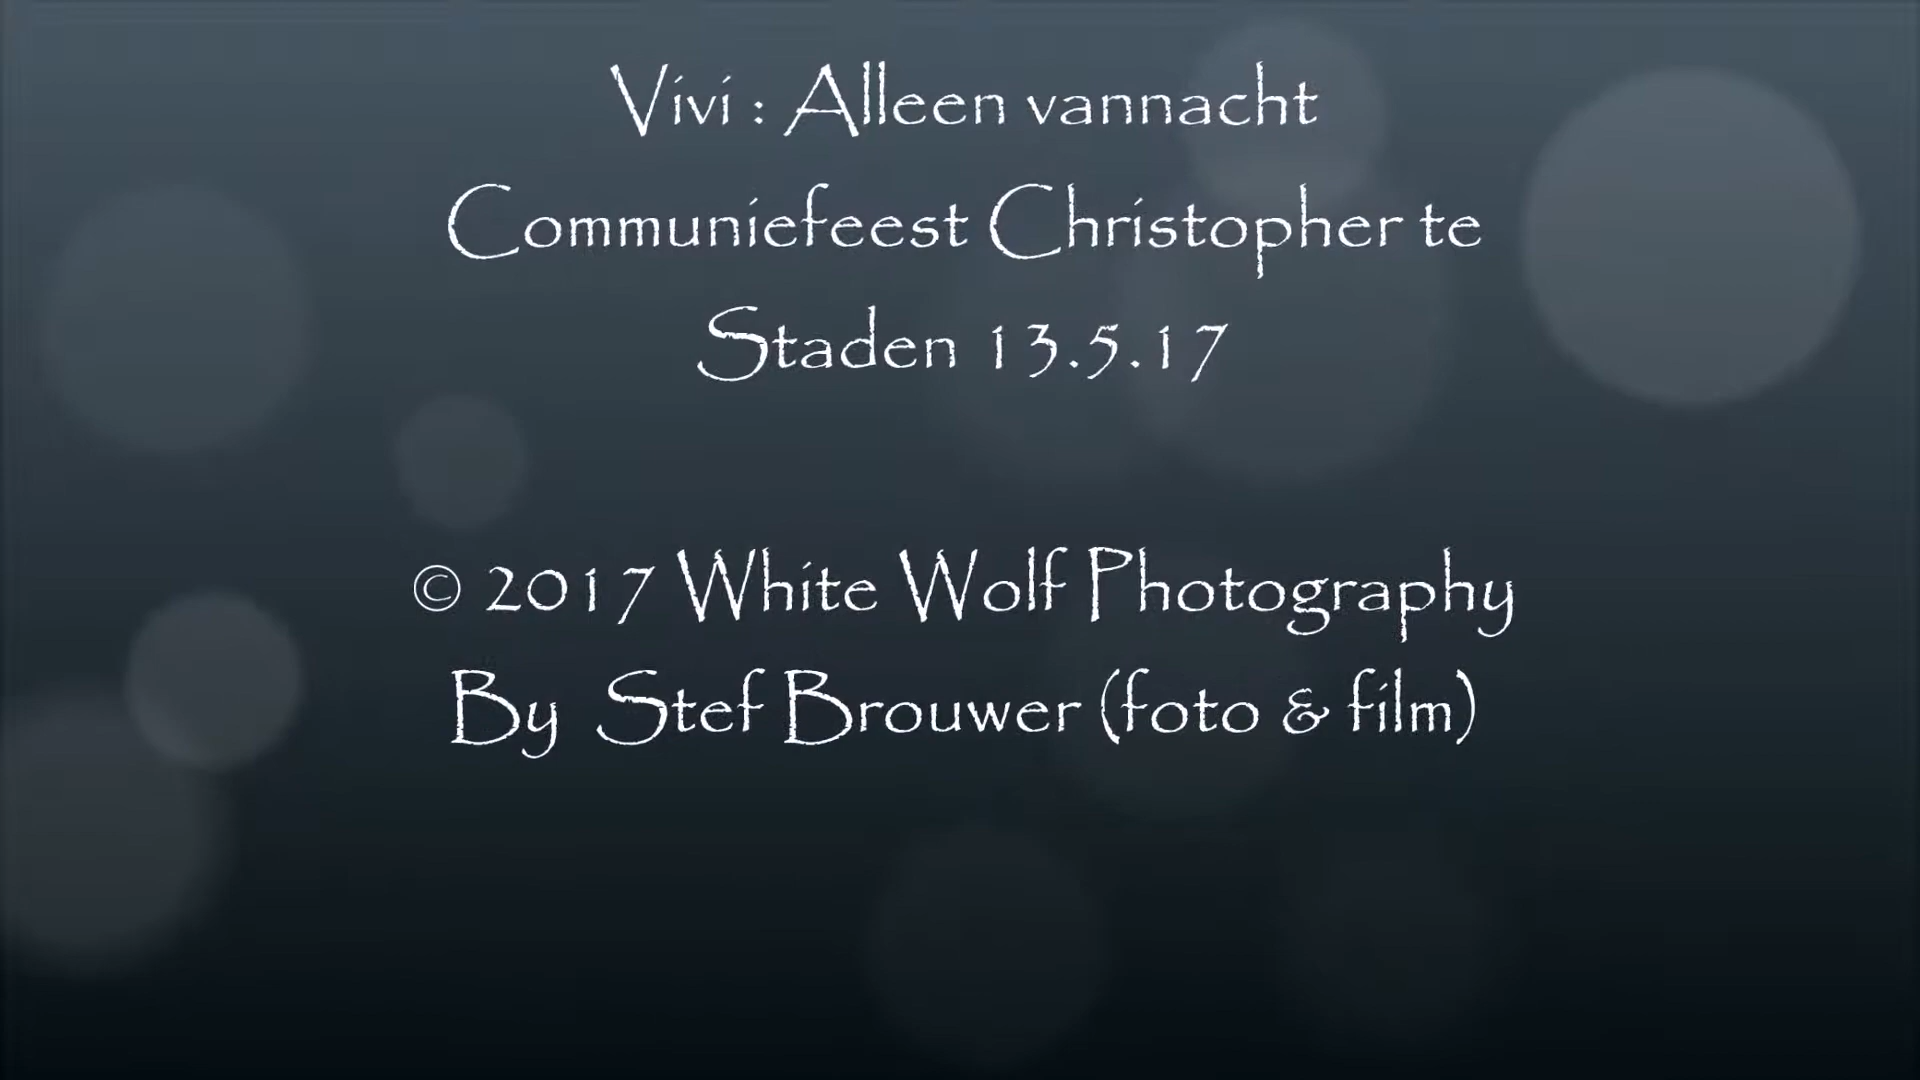 Vivi : Alleen vannacht
Communiefeest Christopher te
Staden 13.5.17
© 2017 White Wolf Photography
By Stef Brouwer (foto & film)